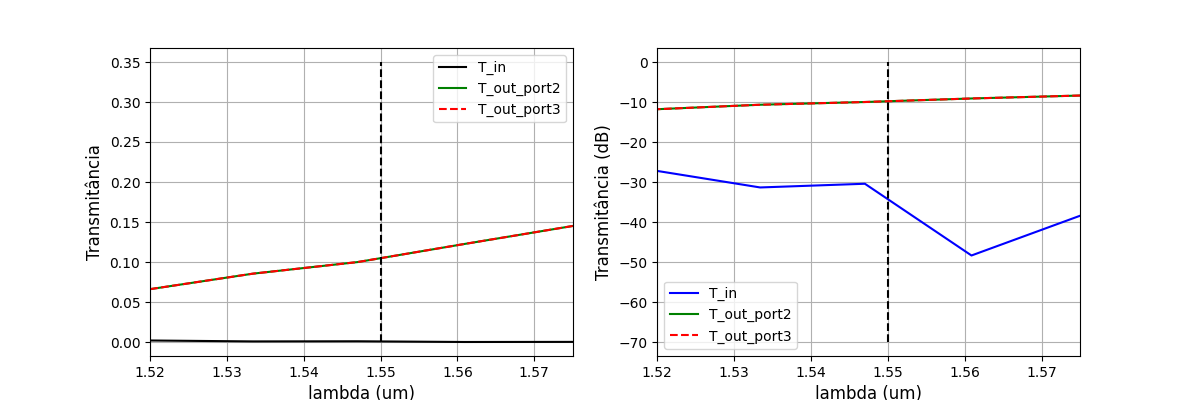 Transmitância
0.35
0.30
0.25
0.20
0.15
0.10
0.05
0.00
T_in
T_out_port2
T_out_port3
1.52
1.53
1.54
1.55
1.56
1.57
lambda (um)
Transmitância (dB)
0
−10
−20
−30
−40
−50
−60
−70
T_in
T_out_port2
T_out_port3
1.52
1.53
1.54
1.55
1.56
1.57
lambda (um)